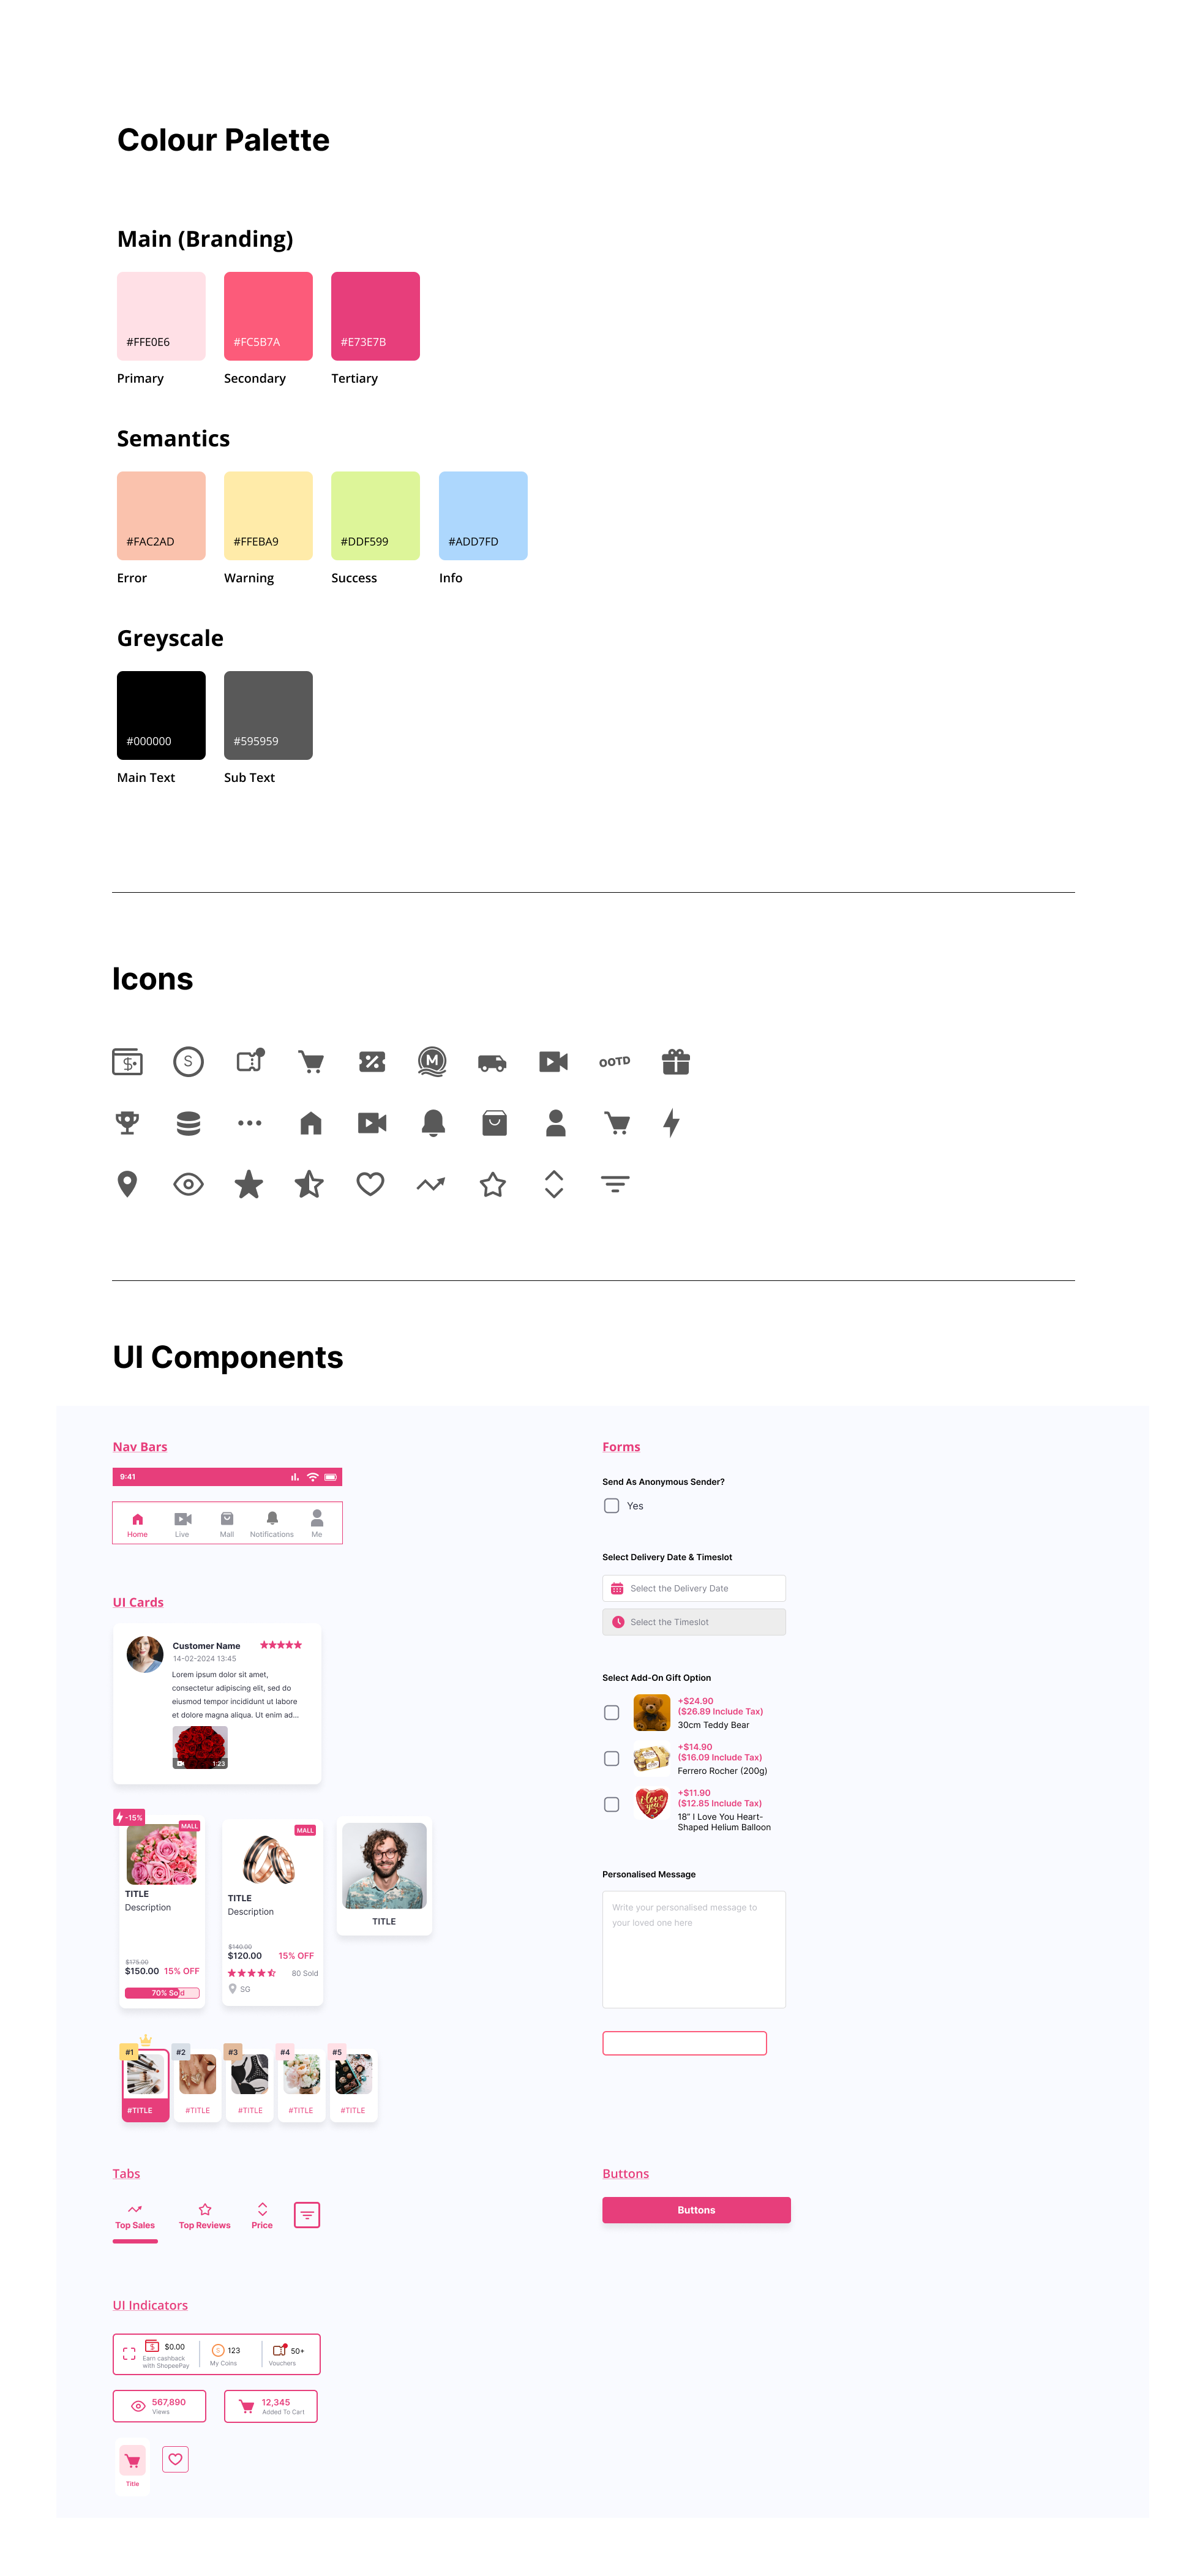 Colour Palette
Main (Branding)
#FFE0E6
#FC5B7A
#E73E7B
Primary
Secondary
Tertiary
Semantics
#FAC2AD
#FFEBA9
#DDF599
#ADD7FD
Error
Warning
Success
Info
Greyscale
#000000
#595959
Main Text
Sub Text
Icons
$
S
M
OOTD
UI Components
Nav Bars
9:41
Home
Live
Mall
Notifications
Me
UI Cards
Customer Name
14-02-2024 13:45
Lorem ipsum dolor sit amet,
consectetur adipiscing elit, sed do
eiusmod tempor incididunt ut labore
et dolore magna aliqua. Ut enim ad...
1:23
-15%
MALL
TITLE
Description
$175.00
$150.00 15% OFF
70% Sold
MALL
TITLE
Description
$140.00
$120.00 15% OFF
80 Sold
SG
TITLE
#1
#2
#3
#4
#5
#TITLE
#TITLE
#TITLE
#TITLE
#TITLE
Tabs
Top Sales
Top Reviews
Price
UI Indicators
$
$0.00
Earn cashback
with ShopeePay
S
123
My Coins
50+
Vouchers
567,890
Views
12,345
Added To Cart
Title
Forms
Send As Anonymous Sender?
Yes
Select Delivery Date & Timeslot
Select the Delivery Date
Select the Timeslot
Select Add-On Gift Option
+$24.90
($26.89 Include Tax)
30cm Teddy Bear
+$14.90
($16.09 Include Tax)
Ferrero Rocher (200g)
I love
You
+$11.90
($12.85 Include Tax)
18” I Love You Heart-
Shaped Helium Balloon
Personalised Message
Write your personalised message to
your loved one here
Buttons
Buttons